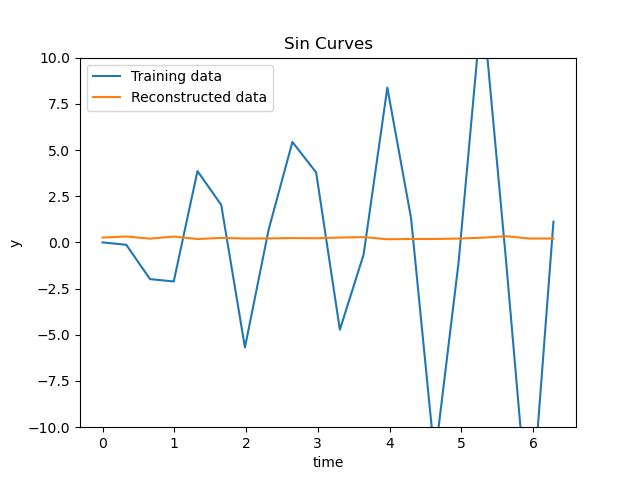 Sin Curves
Training data
Reconstructed data
10.0
7.5
5.0
2.5
0.0
−2.5
−5.0
−7.5
−10.0
y
0 1 2 3 4 5 6
time